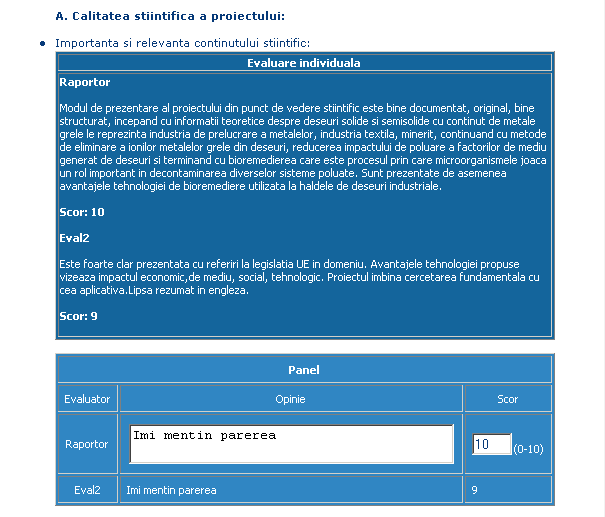 A. Calitatea stiintifica a proiectului:
Importanta si relevanta continutului stiintific:
Evaluare individuala
Raportor
Modul de prezentare al proiectului din punct de vedere stiintific este bine documentat, original, bine
structurat, incepand cu informatii teoretice despre deseuri solide si semisolide cu continut de metale
grele le reprezinta industria de prelucrare a metalelor, industria textila, minerit, continuand cu metode
de eliminare a ionilor metalelor grele din deseuri, reducerea impactului de poluare a factorilor de mediu
generat de deseuri si terminand cu bioremedierea care este procesul prin care microorganismele joaca
un rol important in decontaminarea diverselor sisteme poluate. Sunt prezentate de asemenea
avantajele tehnologiei de bioremediere utilizata la haldele de deseuri industriale.
Scor: 10
Eval2
Este foarte clar prezentata cu referiri la legislatia UE in domeniu. Avantajele tehnologiei propuse
vizeaza impactul economic,de mediu, social, tehnologic. Proiectul imbina cercetarea fundamentala cu
cea aplicativa.Lipsa rezumat in engleza.
Scor: 9
Panel
Evaluator Opinie Scor
Raportor Imi mentin parerea 10 (0-10)
Eval2 Imi mentin parerea 9